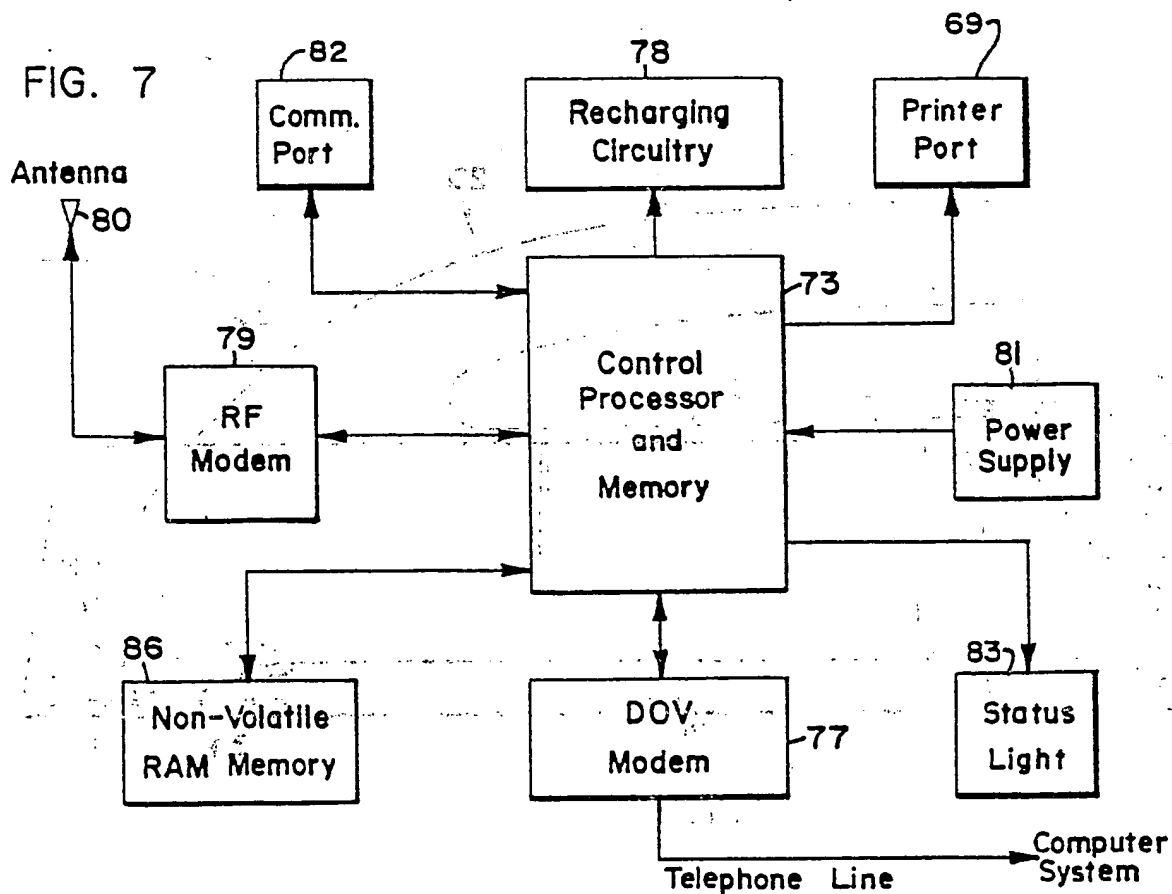 FIG. 7
82
Comm.
Port
78
Recharging
Circuitry
69
Printer
Port
Antenna
80
73
Control
Processor
and
Memory
79
RF
Modem
81
Power
Supply
86
Non-Volatile
RAM Memory
DOV
Modem
77
83
Status
Light
Telephone Line
Computer
System